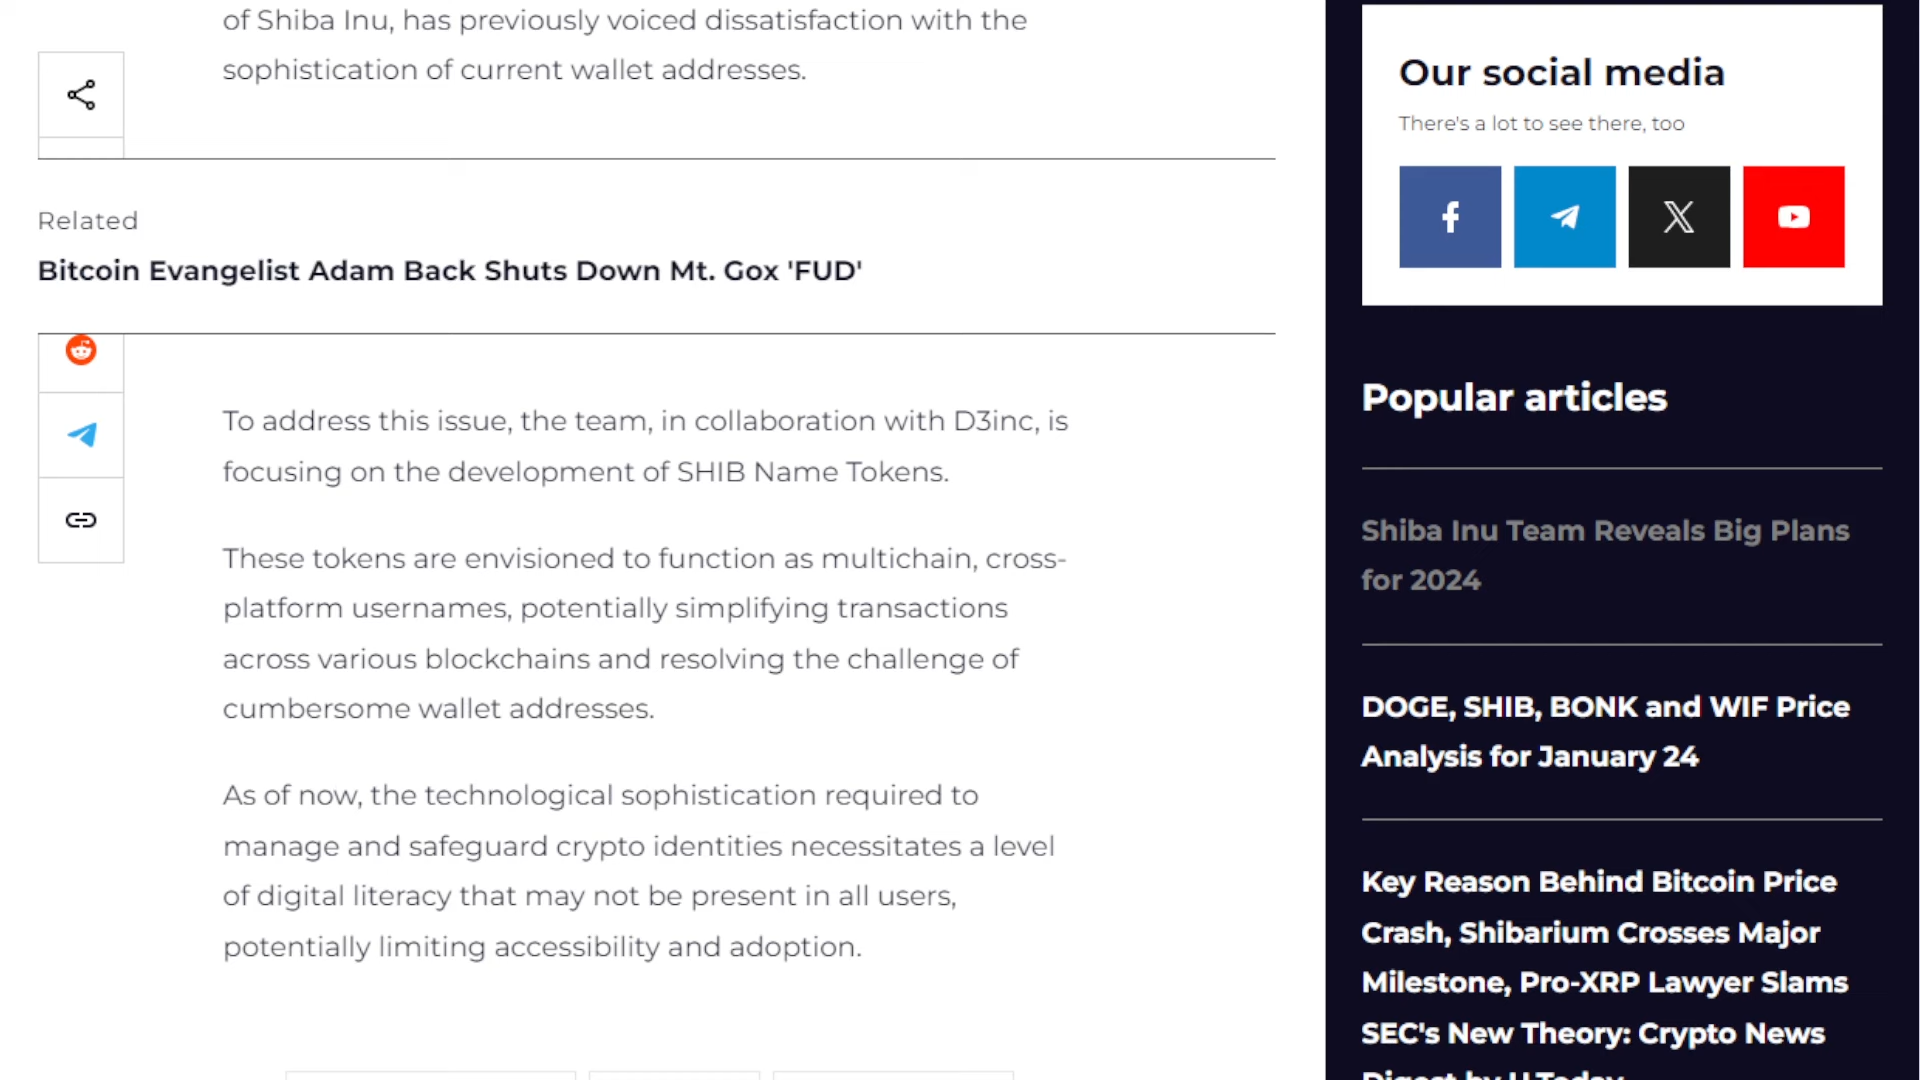 of Shiba Inu, has previously voiced dissatisfaction with the
sophistication of current wallet addresses.
Related
Bitcoin Evangelist Adam Back Shuts Down Mt. Gox 'FUD'
To address this issue, the team, in collaboration with D3inc, is
focusing on the development of SHIB Name Tokens.
These tokens are envisioned to function as multichain, cross-
platform usernames, potentially simplifying transactions
across various blockchains and resolving the challenge of
cumbersome wallet addresses.
As of now, the technological sophistication required to
manage and safeguard crypto identities necessitates a level
of digital literacy that may not be present in all users,
potentially limiting accessibility and adoption.
Our social media
There's a lot to see there, too
Popular articles
Shiba Inu Team Reveals Big Plans
for 2024
DOGE, SHIB, BONK and WIF Price
Analysis for January 24
Key Reason Behind Bitcoin Price
Crash, Shibarium Crosses Major
Milestone, Pro-XRP Lawyer Slams
SEC's New Theory: Crypto News
Digest by U.Today